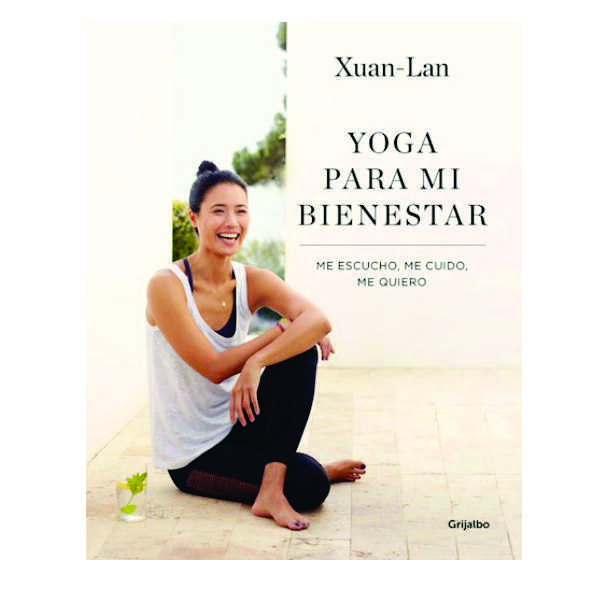 Xuan-Lan
YOGA
PARA MI
BIENESTAR
ME ESCUCHO, ME CUIDO,
ME QUIERO
Grijalbo